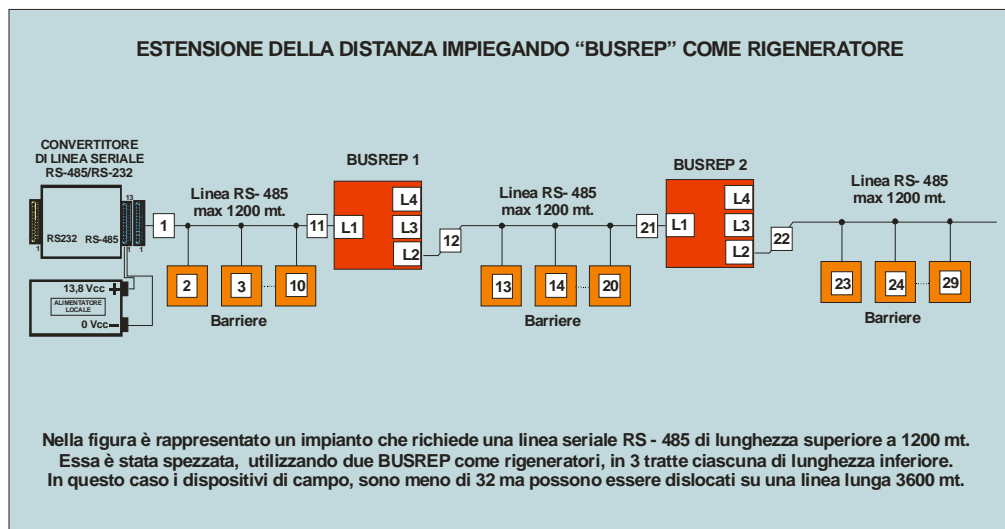 ESTENSIONE DELLA DISTANZA IMPIEGANDO “BUSREP” COME RIGENERATORE
CONVERTITORE
DI LINEA SERIALE
RS-485/RS-232
13
RS232
RS-485
1
1
1
13,8 Vcc
+
ALIMENTATORE
LOCALE
0 Vcc
–
1
Linea RS- 485
max 1200 mt.
2
3
10
Barriere
11
BUSREP 1
L1
L4
L3
L2
12
Linea RS- 485
max 1200 mt.
13
14
20
Barriere
21
BUSREP 2
L1
L4
L3
L2
22
Linea RS- 485
max 1200 mt.
23
24
29
Barriere
Nella figura è rappresentato un impianto che richiede una linea seriale RS - 485 di lunghezza superiore a 1200 mt.
Essa è stata spezzata, utilizzando due BUSREP come rigeneratori, in 3 tratte ciascuna di lunghezza inferiore.
In questo caso i dispositivi di campo, sono meno di 32 ma possono essere dislocati su una linea lunga 3600 mt.